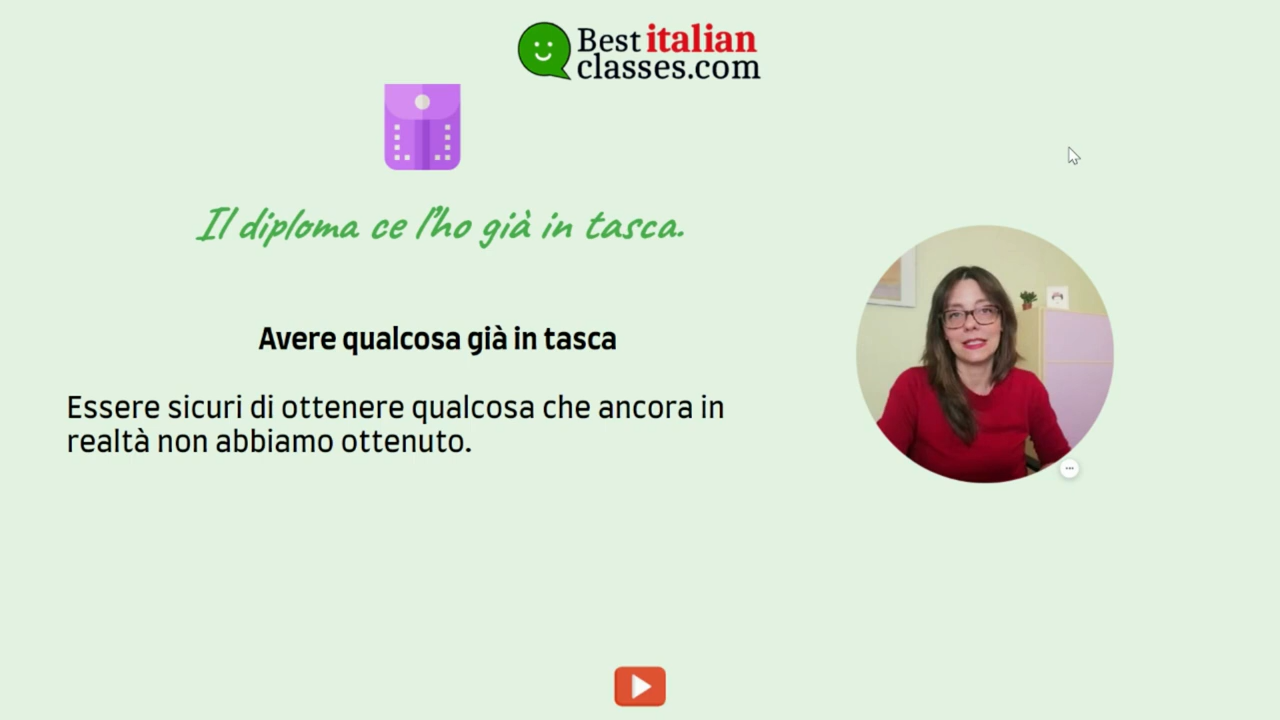 Best italian
classes.com
Il diploma ce l'ho già in tasca.
Avere qualcosa già in tasca
Essere sicuri di ottenere qualcosa che ancora in
realtà non abbiamo ottenuto.